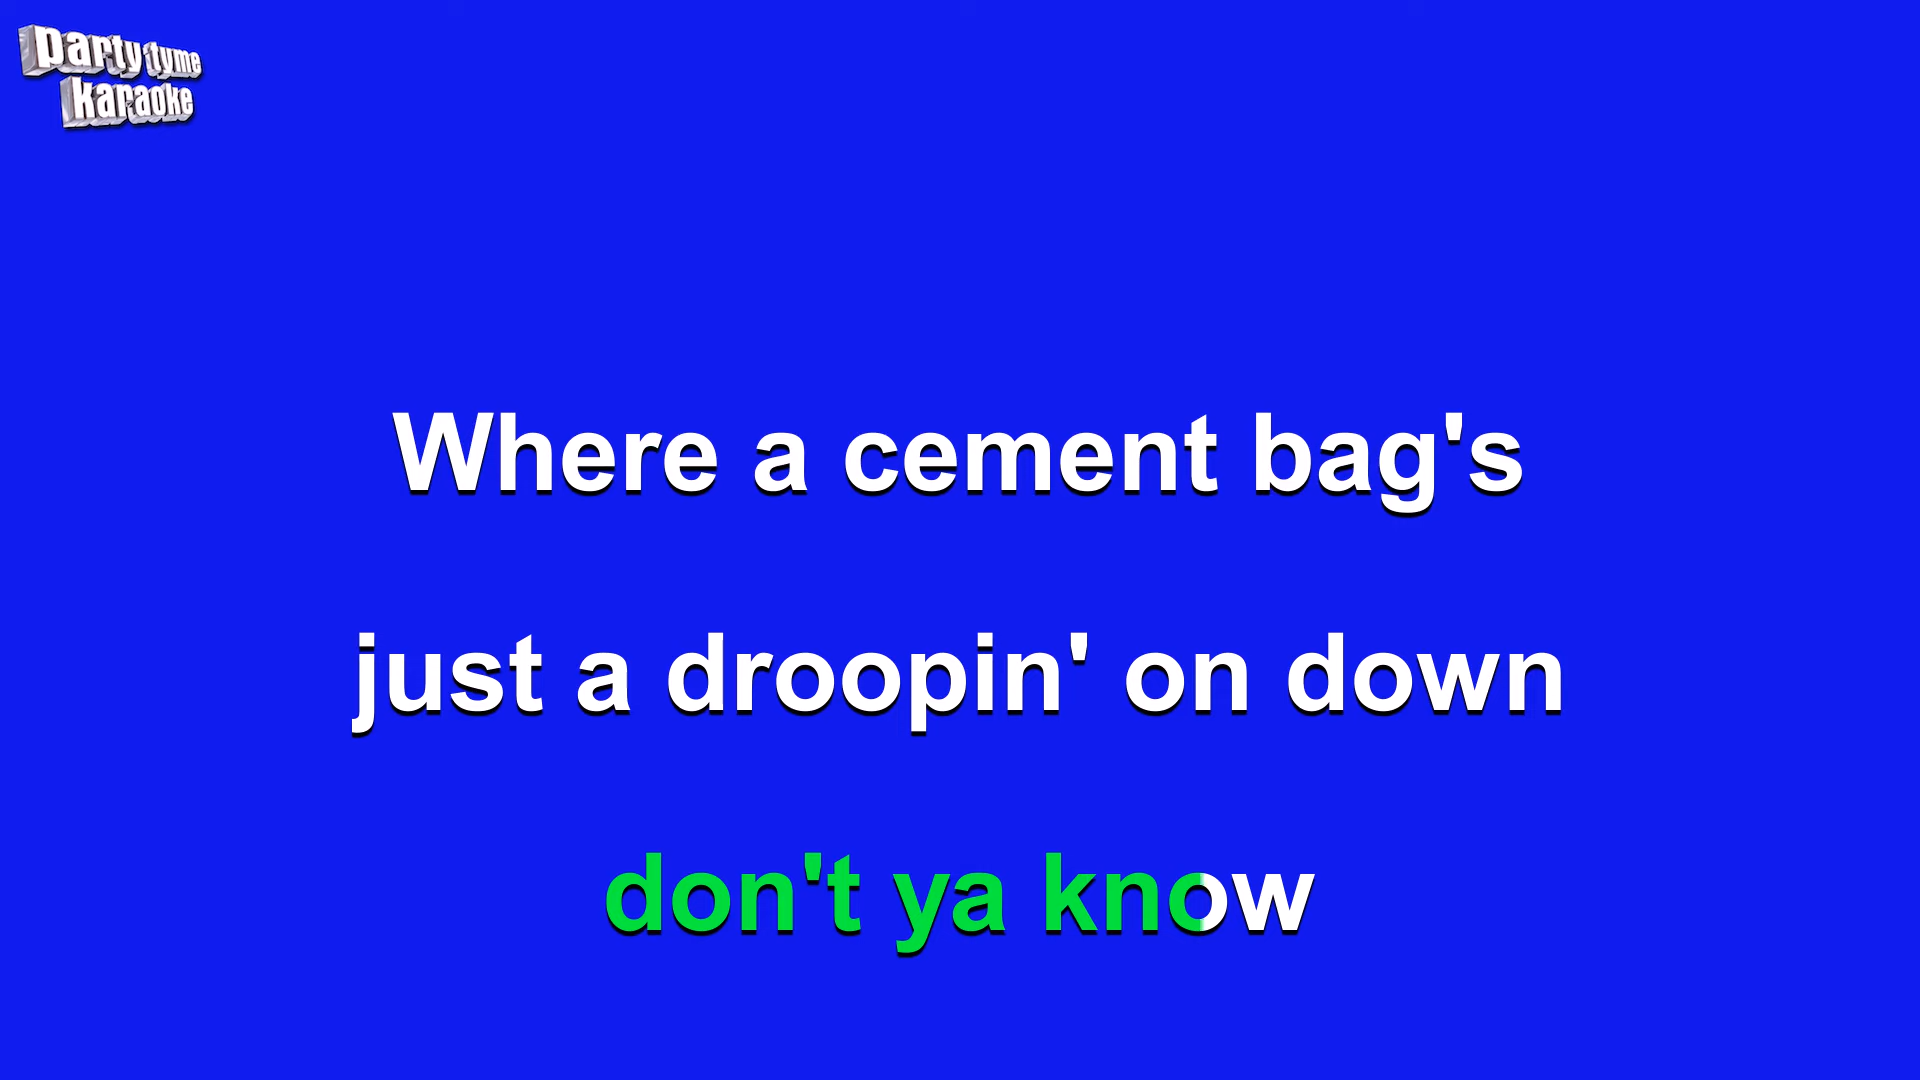 party tyme
karaoke
Where a cement bag's
just a droopin' on down
don't ya know